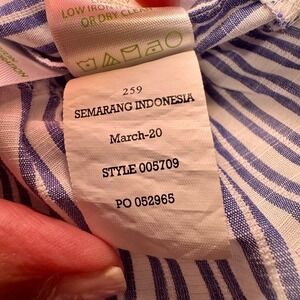 LOW IRON
OR DRY CLEAN
259
SEMARANG INDONESIA
March-20
STYLE 005709
PO 052965